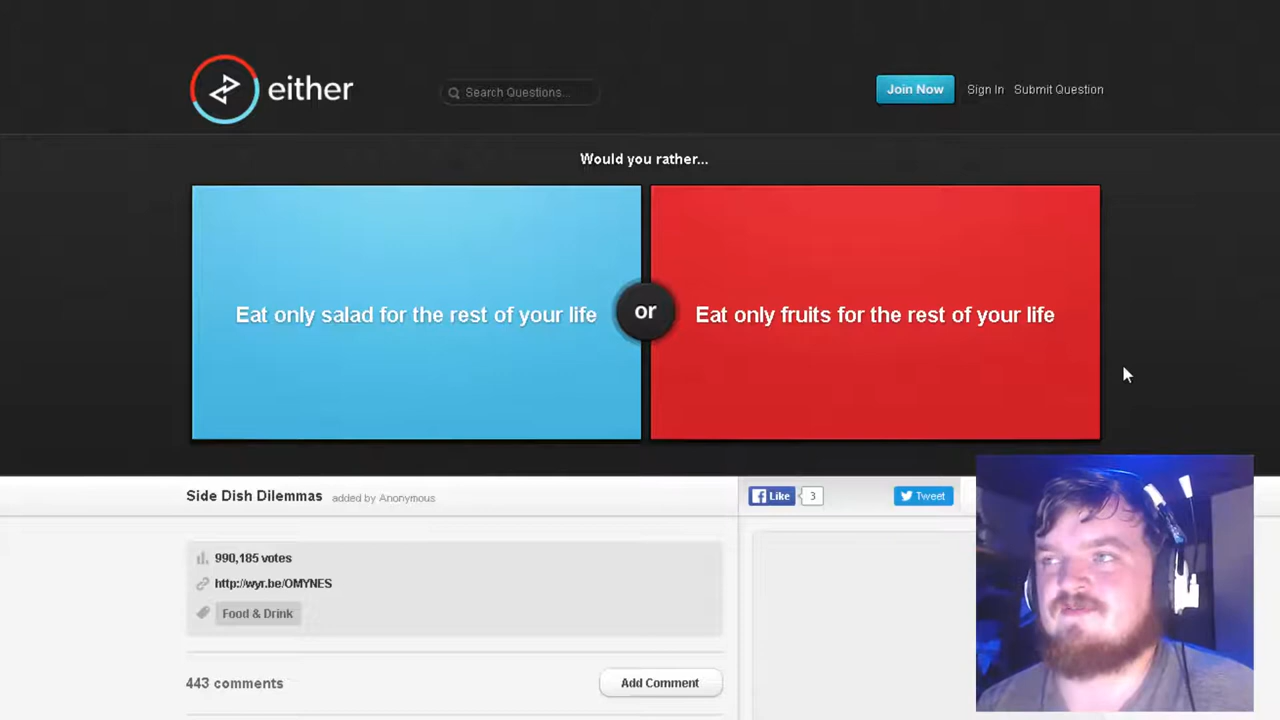 either
Search Questions...
Join Now
Sign In
Submit Question
Would you rather...
Eat only salad for the rest of your life
or
Eat only fruits for the rest of your life
Side Dish Dilemmas
added by Anonymous
Like
3
Tweet
990,185 votes
http://wyr.be/OMYNES
Food & Drink
443 comments
Add Comment